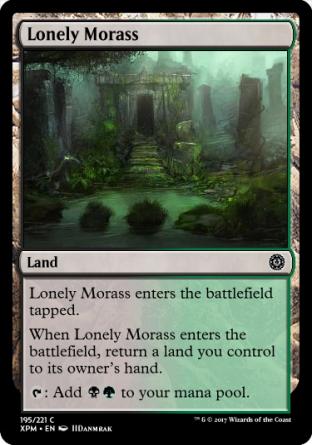 Lonely Morass
Land
Lonely Morass enters the battlefield
tapped.
When Lonely Morass enters the
battlefield, return a land you control
to its owner's hand.
: Add to your mana pool.
195/221 C
XPM • EN HDANMRAK
™ & © 2017 Wizards of the Coast